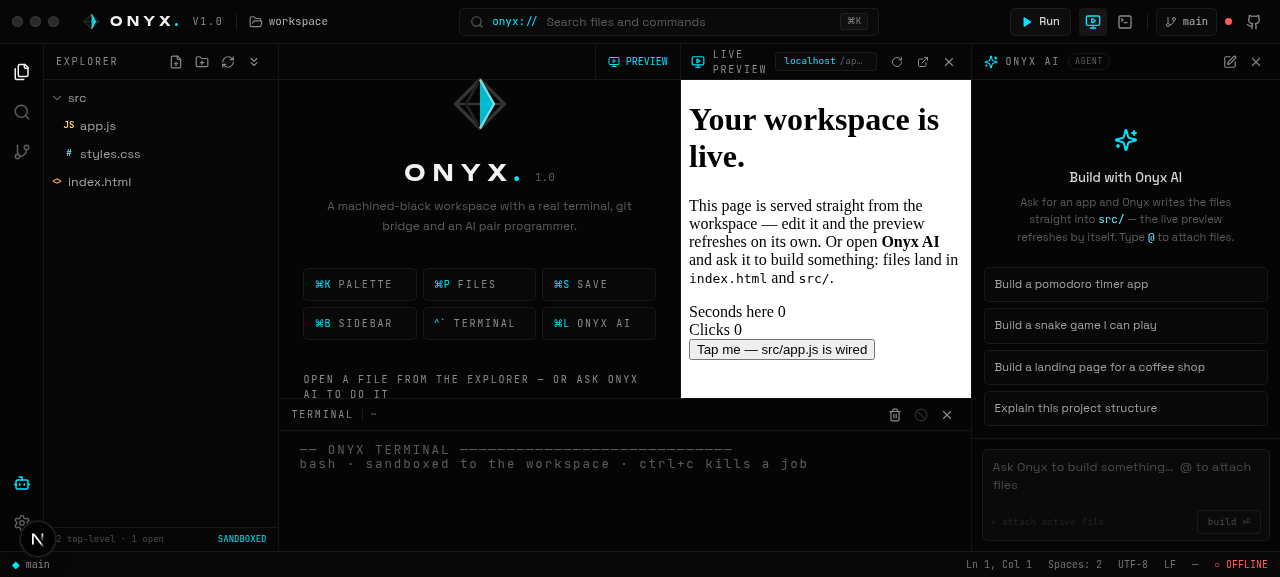 ONYX. V1.0
workspace
onyx:// Search files and commands ⌘K
Run
main
EXPLORER
src
JS app.js
# styles.css
<> index.html
2 top-level · 1 open SANDBOXED
PREVIEW
ONYX. 1.0
A machined-black workspace with a real terminal, git
bridge and an AI pair programmer.
⌘K PALETTE
⌘P FILES
⌘S SAVE
⌘B SIDEBAR
^` TERMINAL
⌘L ONYX AI
OPEN A FILE FROM THE EXPLORER — OR ASK ONYX
AI TO DO IT
LIVE
PREVIEW
localhost /ap…
Your workspace is
live.
This page is served straight from the
workspace — edit it and the preview
refreshes on its own. Or open Onyx AI
and ask it to build something: files land in
index.html and src/.
Seconds here 0
Clicks 0
Tap me — src/app.js is wired
TERMINAL ~
—— ONYX TERMINAL —————————————————————————————
bash · sandboxed to the workspace · ctrl+c kills a job
ONYX AI AGENT
Build with Onyx AI
Ask for an app and Onyx writes the files
straight into src/ — the live preview
refreshes by itself. Type @ to attach files.
Build a pomodoro timer app
Build a snake game I can play
Build a landing page for a coffee shop
Explain this project structure
Ask Onyx to build something… @ to attach
files
attach active file
build ⏎
N
main
Ln 1, Col 1 Spaces: 2 UTF-8 LF — ○ OFFLINE